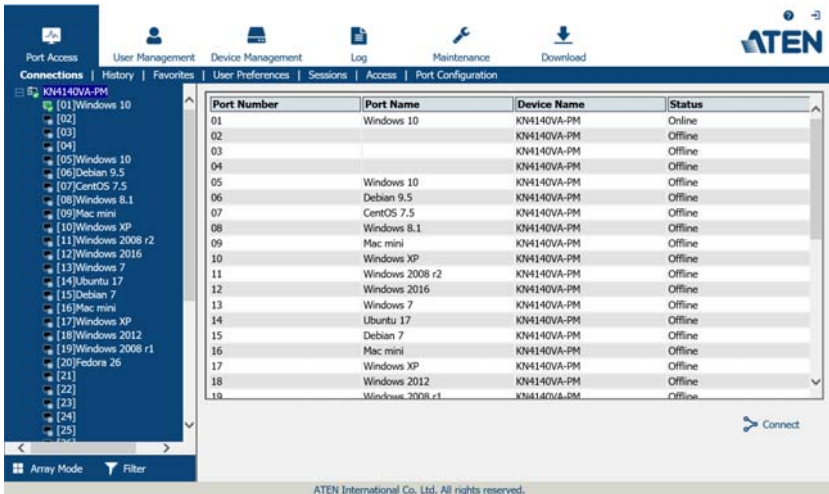 ATEN
Port Access User Management Device Management Log Maintenance Download
Connections | History | Favorites | User Preferences | Sessions | Access | Port Configuration
KN4140VA-PM
[01]Windows 10
[02]
[03]
[04]
[05]Windows 10
[06]Debian 9.5
[07]CentOS 7.5
[08]Windows 8.1
[09]Mac mini
[10]Windows XP
[11]Windows 2008 r2
[12]Windows 2016
[13]Windows 7
[14]Ubuntu 17
[15]Debian 7
[16]Mac mini
[17]Windows XP
[18]Windows 2012
[19]Windows 2008 r1
[20]Fedora 26
[21]
[22]
[23]
[24]
[25]
Array Mode Filter
Port Number Port Name Device Name Status
01 Windows 10 KN4140VA-PM Online
02 KN4140VA-PM Offline
03 KN4140VA-PM Offline
04 KN4140VA-PM Offline
05 Windows 10 KN4140VA-PM Offline
06 Debian 9.5 KN4140VA-PM Offline
07 CentOS 7.5 KN4140VA-PM Offline
08 Windows 8.1 KN4140VA-PM Offline
09 Mac mini KN4140VA-PM Offline
10 Windows XP KN4140VA-PM Offline
11 Windows 2008 r2 KN4140VA-PM Offline
12 Windows 2016 KN4140VA-PM Offline
13 Windows 7 KN4140VA-PM Offline
14 Ubuntu 17 KN4140VA-PM Offline
15 Debian 7 KN4140VA-PM Offline
16 Mac mini KN4140VA-PM Offline
17 Windows XP KN4140VA-PM Offline
18 Windows 2012 KN4140VA-PM Offline
19 Windows 2008 r1 KN4140VA-PM Offline
Connect
ATEN International Co. Ltd. All rights reserved.